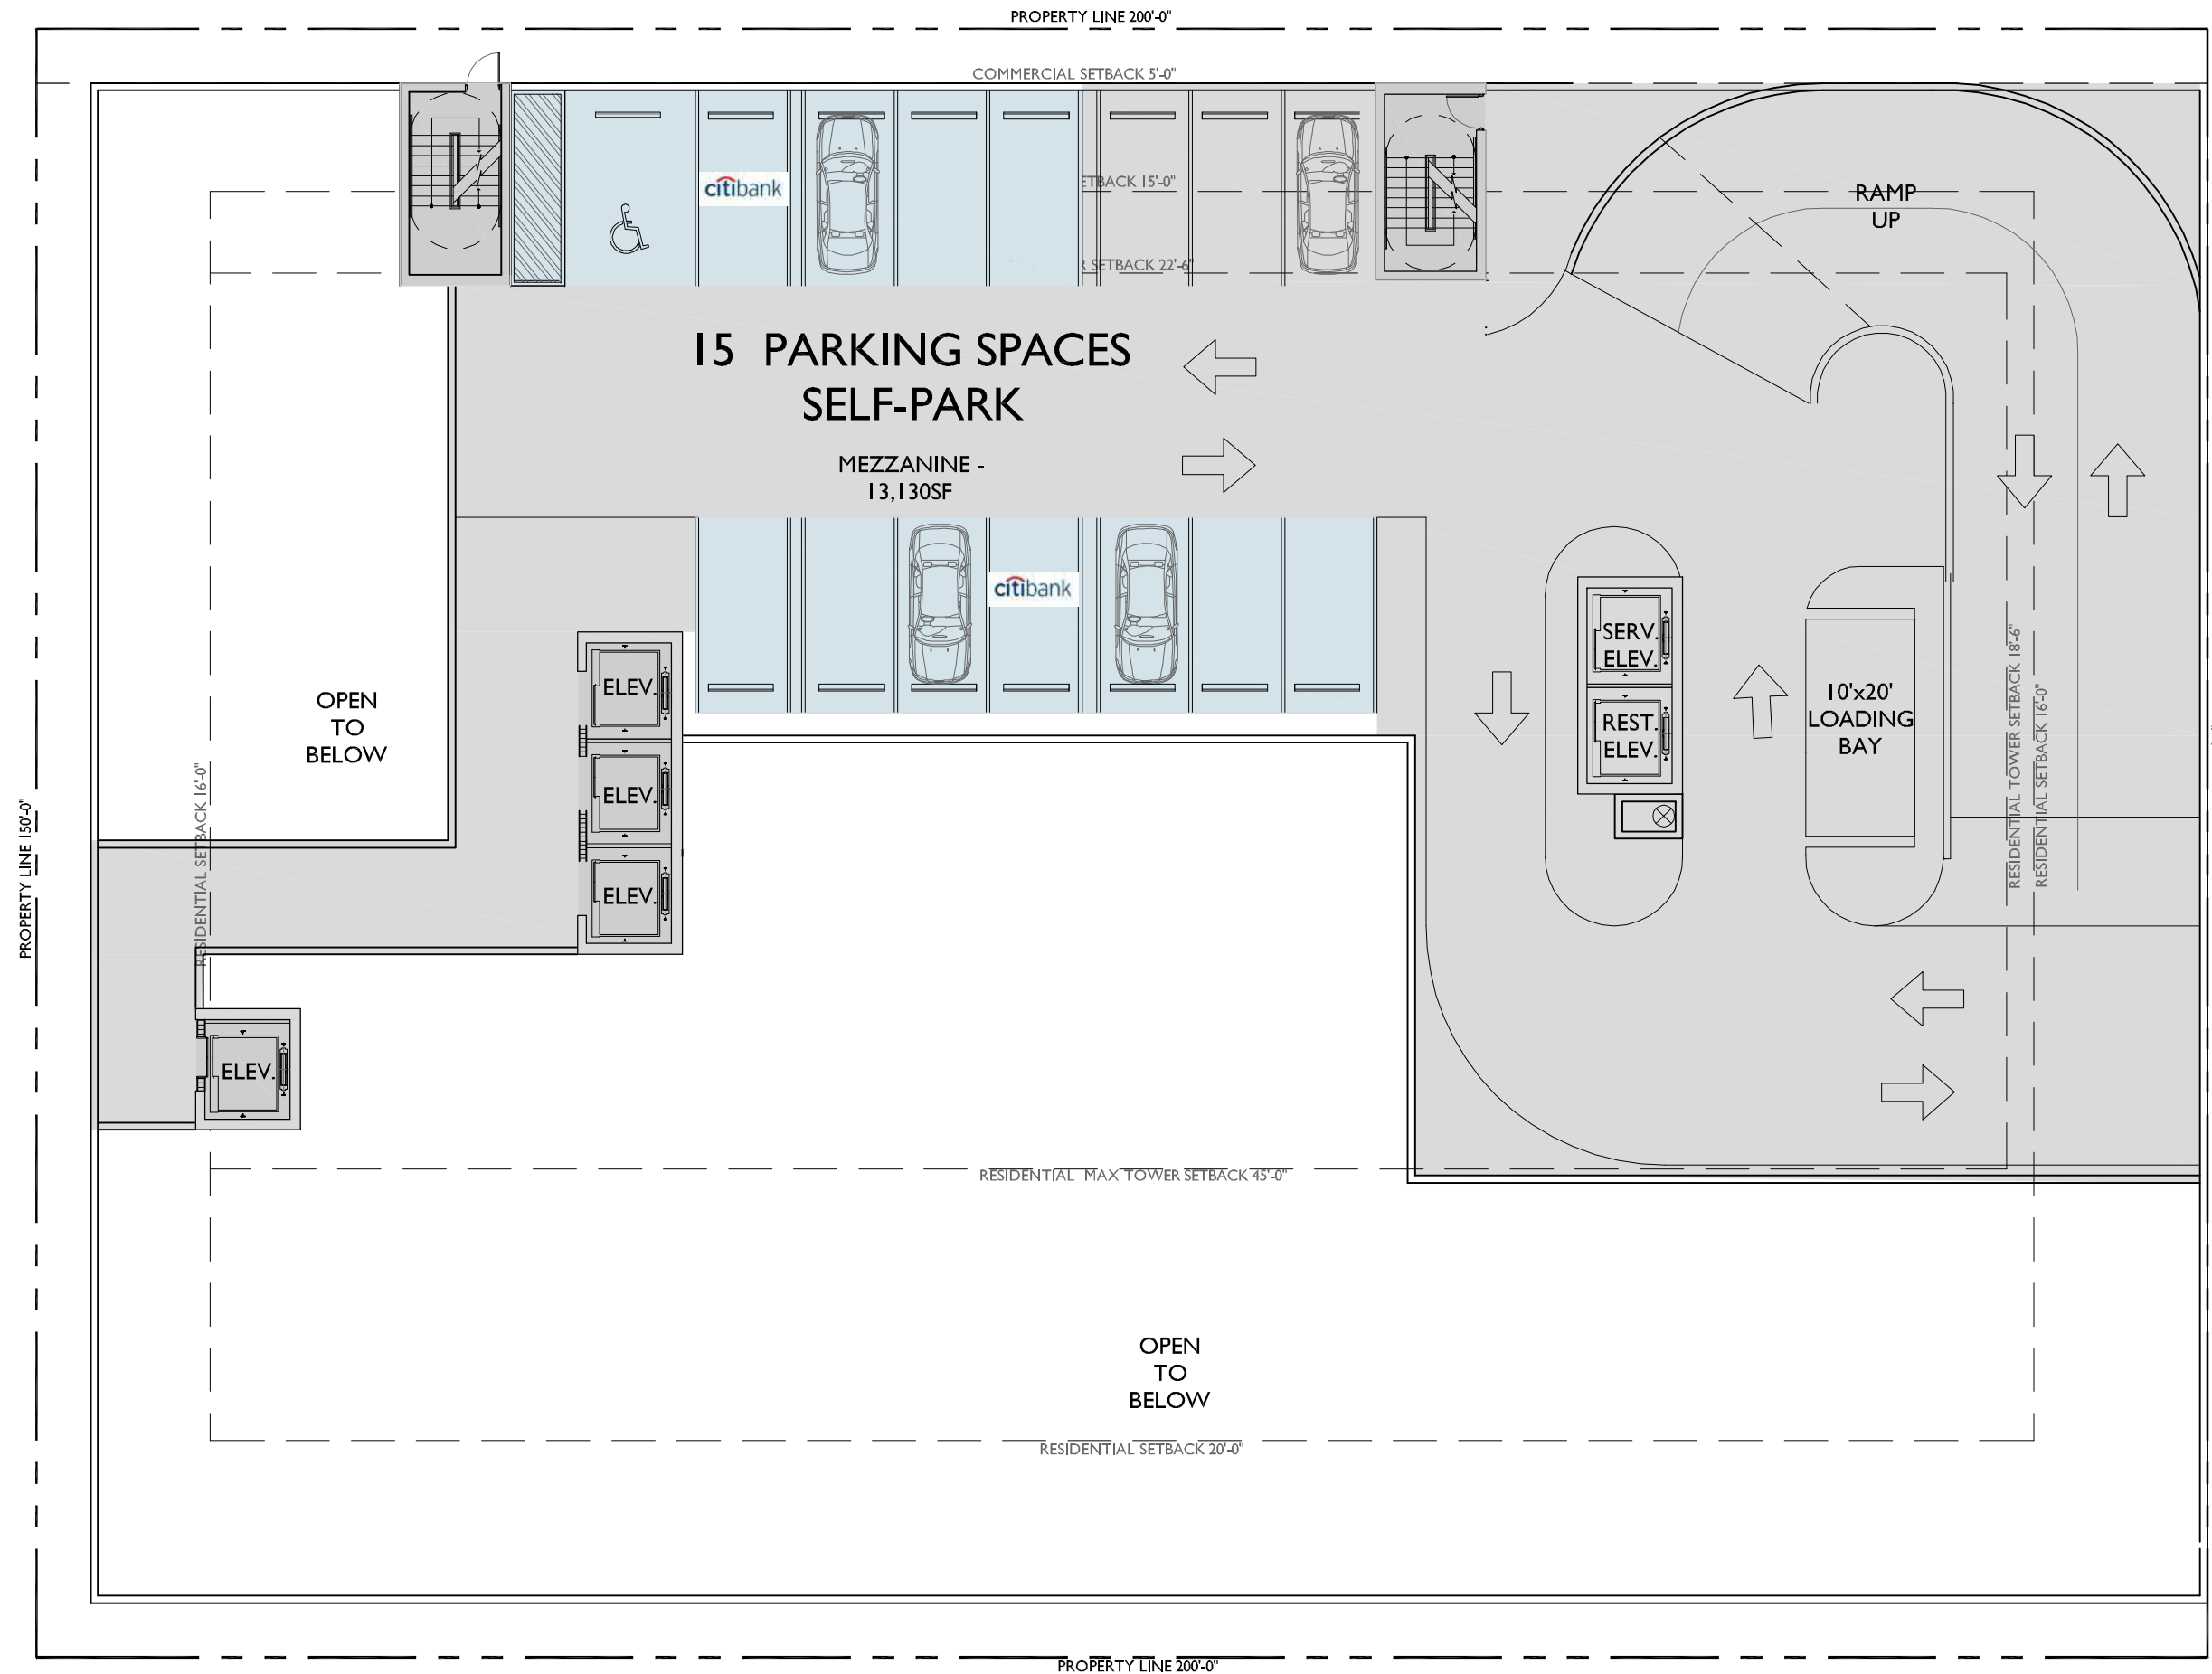 PROPERTY LINE 200'-0"
COMMERCIAL SETBACK 5'-0"
citibank
ETBACK 15'-0"
RAMP
UP
SETBACK 22'-6"
15 PARKING SPACES
SELF-PARK
MEZZANINE -
13,130SF
citibank
SERV.
ELEV.
REST.
ELEV.
10'x20'
LOADING
BAY
RESIDENTIAL TOWER SETBACK 18'-6"
RESIDENTIAL SETBACK 16'-0"
OPEN
TO
BELOW
ELEV.
ELEV.
ELEV.
RESIDENTIAL SETBACK 16'-0"
PROPERTY LINE 150'-0"
ELEV.
RESIDENTIAL MAX TOWER SETBACK 45'-0"
OPEN
TO
BELOW
RESIDENTIAL SETBACK 20'-0"
PROPERTY LINE 200'-0"